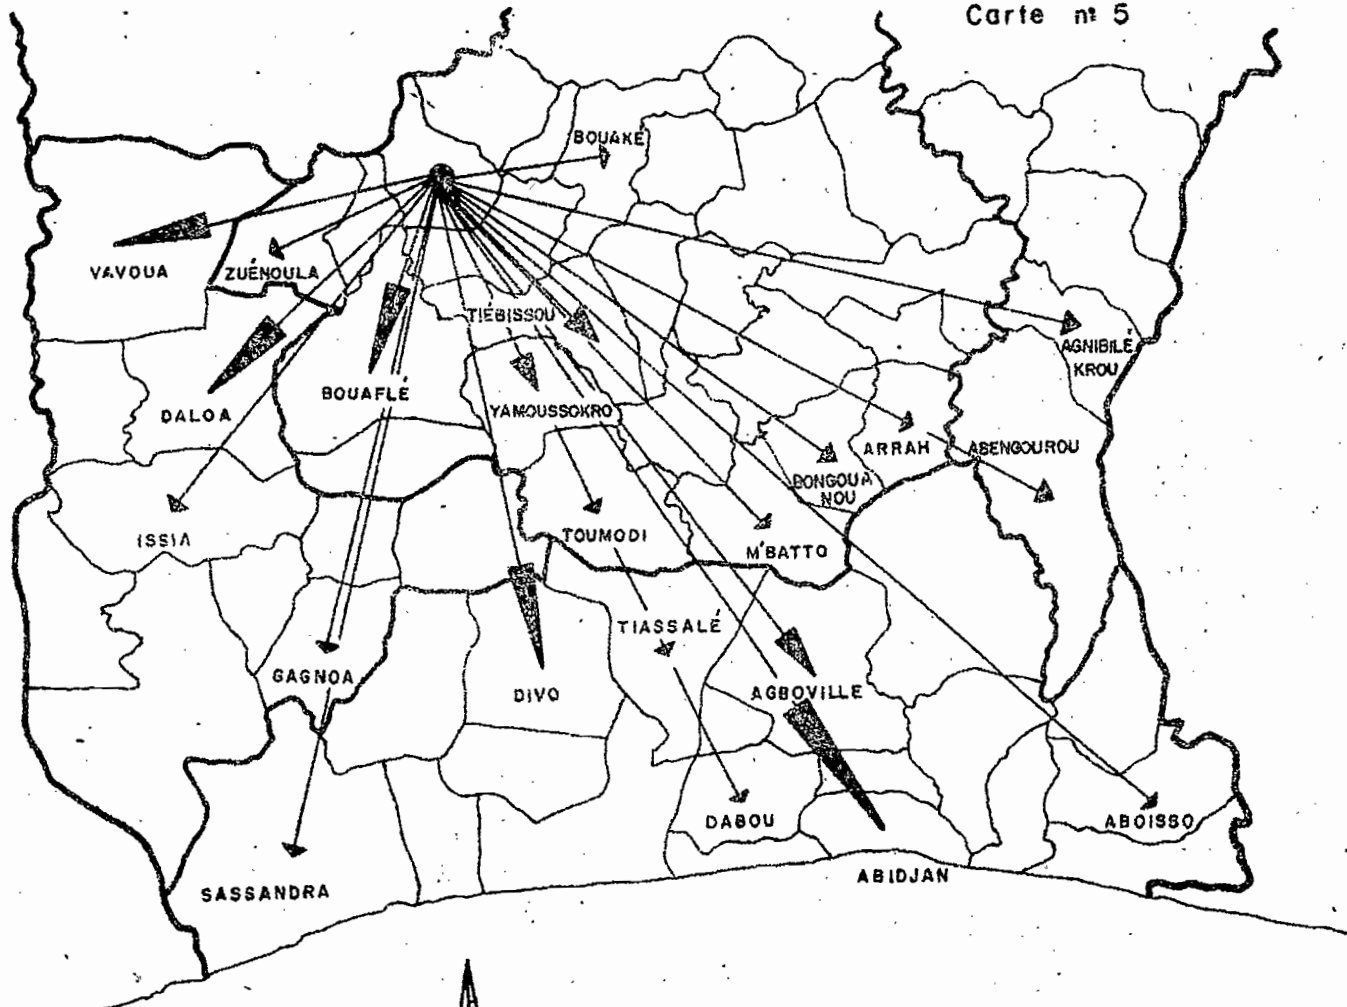 Carte nº 5
BOUAKÉ
VAVOUA
ZUÉNOULA
TIÉBISSOU
AGNIBILÉ
KROU
BOUAFLÉ
DALOA
YAMOUSSOKRO
ARRAH
ABENGOUROU
BONGOUA
NOU
ISSIA
TOUMODI
M'BATTO
TIASSALÉ
GAGNOA
DIVO
AGBOVILLE
DABOU
ABOISSO
ABIDJAN
SASSANDRA